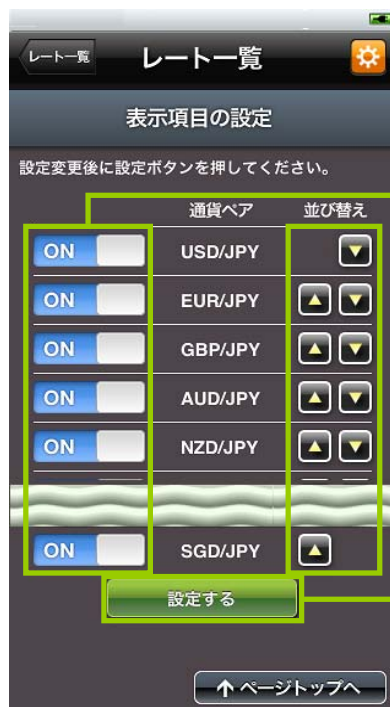 レート一覧 レート一覧
表示項目の設定
設定変更後に設定ボタンを押してください。
通貨ペア 並び替え
ON USD/JPY ▼
ON EUR/JPY ▲ ▼
ON GBP/JPY ▲ ▼
ON AUD/JPY ▲ ▼
ON NZD/JPY ▲ ▼
ON SGD/JPY ▲
設定する
↑ ページトップへ